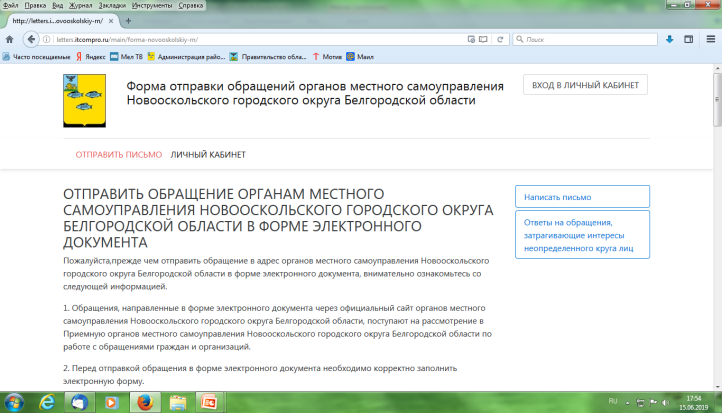 Файл Правка Вид Журнал Закладки Инструменты Справка
http://letters.i...ovooskolskiy-m/
letters.itcompro.ru/main/forma-novooskolskiy-m/
Поиск
Часто посещаемые Яндекс Мел ТВ Администрация райо... Правительство обла... Мотив Маил
Форма отправки обращений органов местного самоуправления
Новооскольского городского округа Белгородской области
ВХОД В ЛИЧНЫЙ КАБИНЕТ
ОТПРАВИТЬ ПИСЬМО ЛИЧНЫЙ КАБИНЕТ
ОТПРАВИТЬ ОБРАЩЕНИЕ ОРГАНАМ МЕСТНОГО
САМОУПРАВЛЕНИЯ НОВООСКОЛЬСКОГО ГОРОДСКОГО ОКРУГА
БЕЛГОРОДСКОЙ ОБЛАСТИ В ФОРМЕ ЭЛЕКТРОННОГО
ДОКУМЕНТА
Пожалуйста,прежде чем отправить обращение в адрес органов местного самоуправления Новооскольского
городского округа Белгородской области в форме электронного документа, внимательно ознакомьтесь со
следующей информацией.
1. Обращения, направленные в форме электронного документа через официальный сайт органов местного
самоуправления Новооскольского городского округа Белгородской области, поступают на рассмотрение в
Приемную органов местного самоуправления Новооскольского городского округа Белгородской области по
работе с обращениями граждан и организаций.
2. Перед отправкой обращения в форме электронного документа необходимо корректно заполнить
электронную форму.
Написать письмо
Ответы на обращения,
затрагивающие интересы
неопределенного круга лиц
RU
17:54
15.06.2019